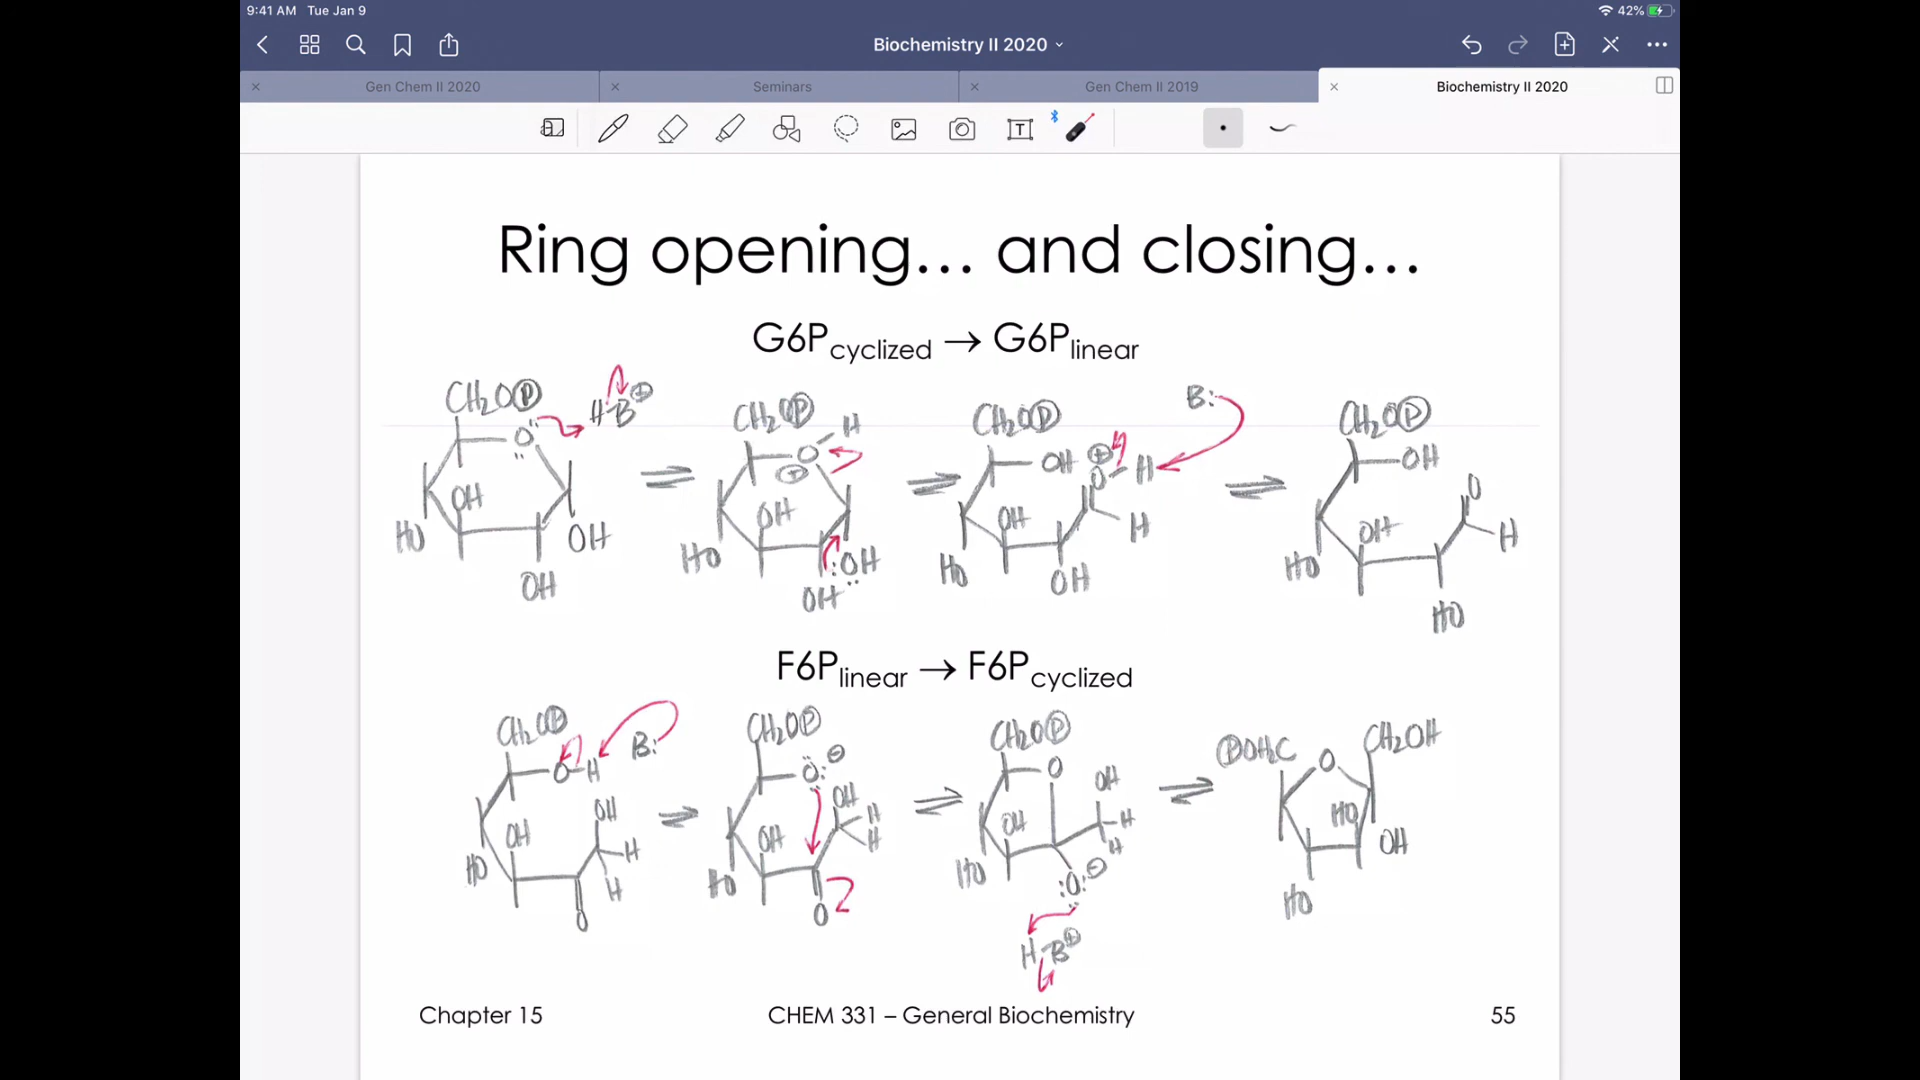 9:41 AM Tue Jan 9
42%
Biochemistry II 2020
Gen Chem II 2020
Seminars
Gen Chem II 2019
Biochemistry II 2020
T
Ring opening… and closing…
G6Pcyclized → G6Plinear
CH₂OⓅ
O
H-B⊕
OH
HO
OH
OH
⇌
CH₂OⓅ
H
O
⊕
OH
HO
:OH
OH
⇌
CH₂OⓅ
B:
OH
⊕
O-H
OH
H
HO
OH
⇌
CH₂OⓅ
OH
O
OH
H
HO
HO
F6Plinear → F6Pcyclized
CH₂OⓅ
B:
O-H
OH
OH
H
HO
H
O
⇌
CH₂OⓅ
O:⊖
OH
H
H
OH
HO
O
⇌
CH₂OⓅ
O
OH
OH
H
H
HO
:O:⊖
H-B⊕
⇌
ⓅOH₂C
O
CH₂OH
HO
OH
HO
Chapter 15
CHEM 331 – General Biochemistry
55